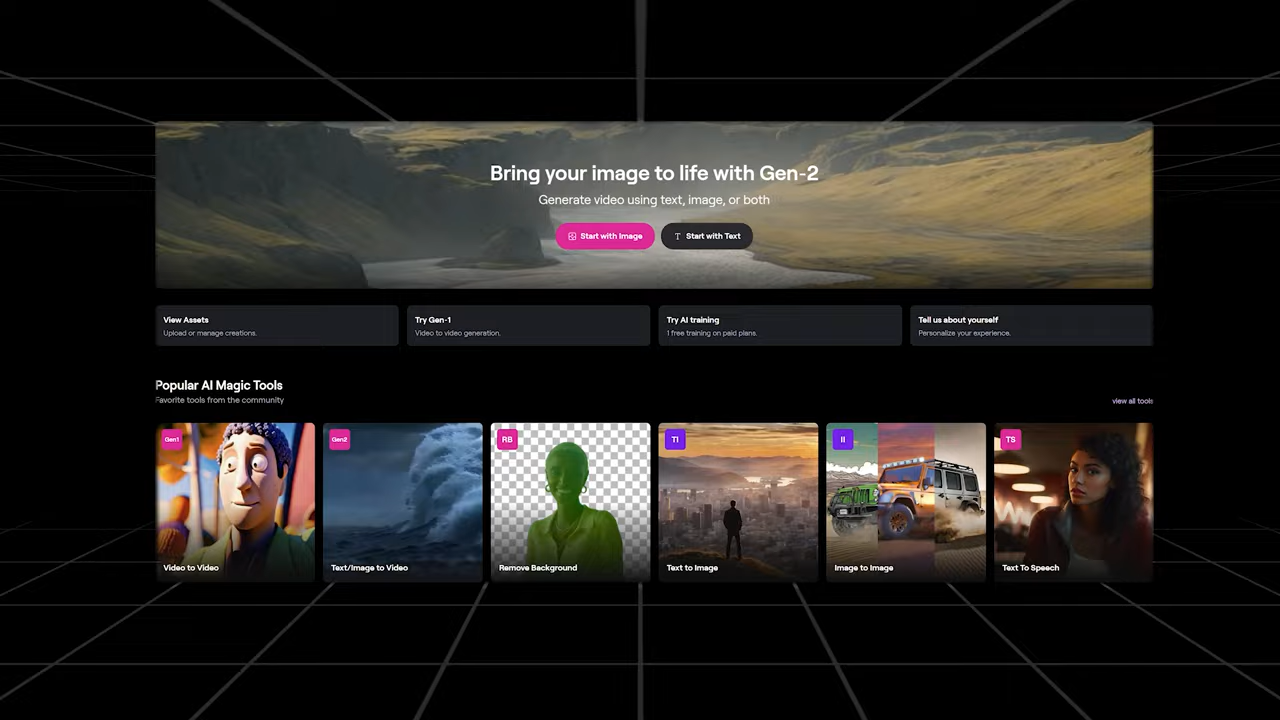 Bring your image to life with Gen-2
Generate video using text, image, or both
Start with Image
Start with Text
View Assets
Upload or manage creations.
Try Gen-1
Video to video generation.
Try AI training
1 free training on paid plans.
Tell us about yourself
Personalize your experience.
Popular AI Magic Tools
Favorite tools from the community
view all tools
Gen1
Video to Video
Gen2
Text/Image to Video
RB
Remove Background
TI
Text to Image
II
Image to Image
TS
Text To Speech